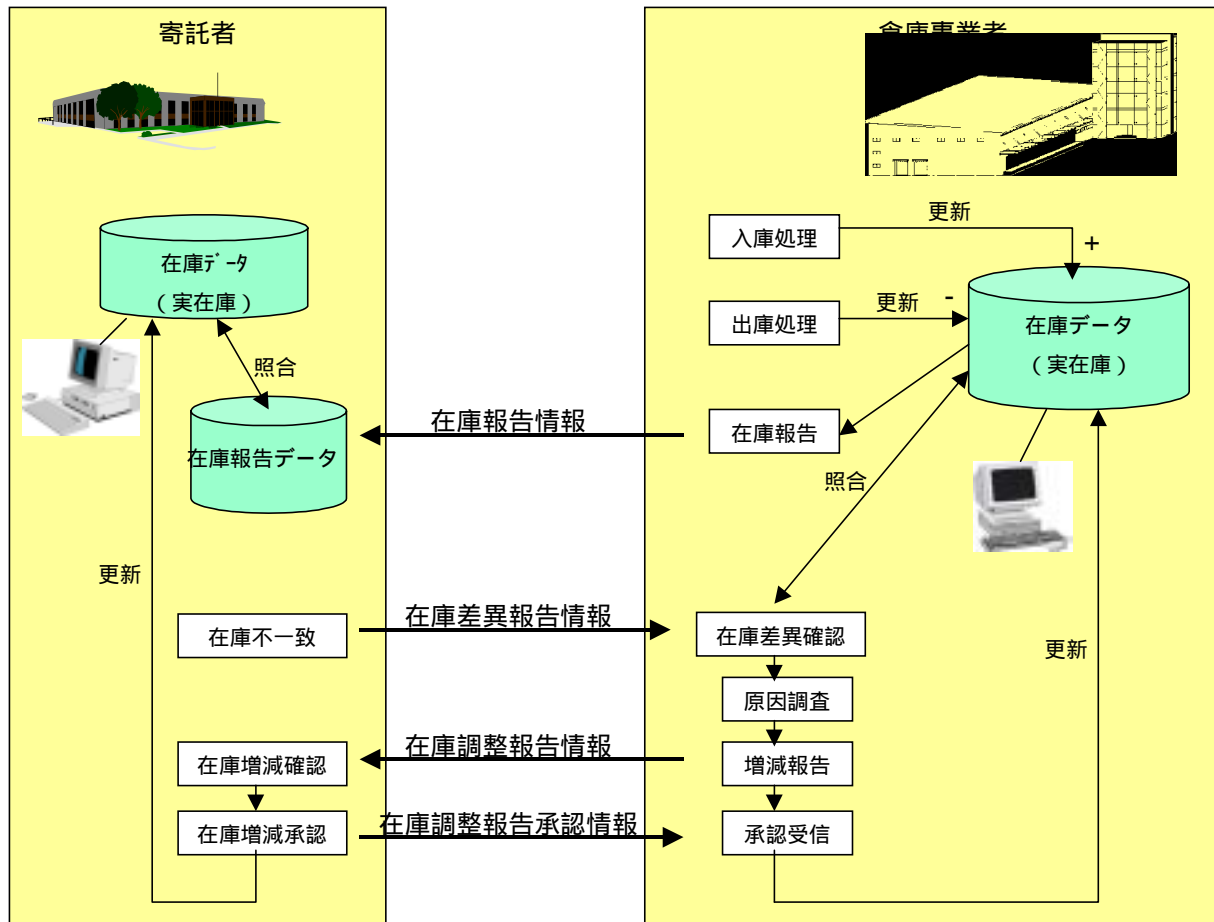 寄託者
倉庫事業者
更新
入庫処理
+
在庫ﾃﾞｰﾀ
(実在庫)
出庫処理
更新
-
在庫データ
(実在庫)
照合
在庫報告データ
在庫報告情報
在庫報告
照合
更新
在庫不一致
在庫差異報告情報
在庫差異確認
更新
原因調査
在庫増減確認
在庫調整報告情報
増減報告
在庫増減承認
在庫調整報告承認情報
承認受信